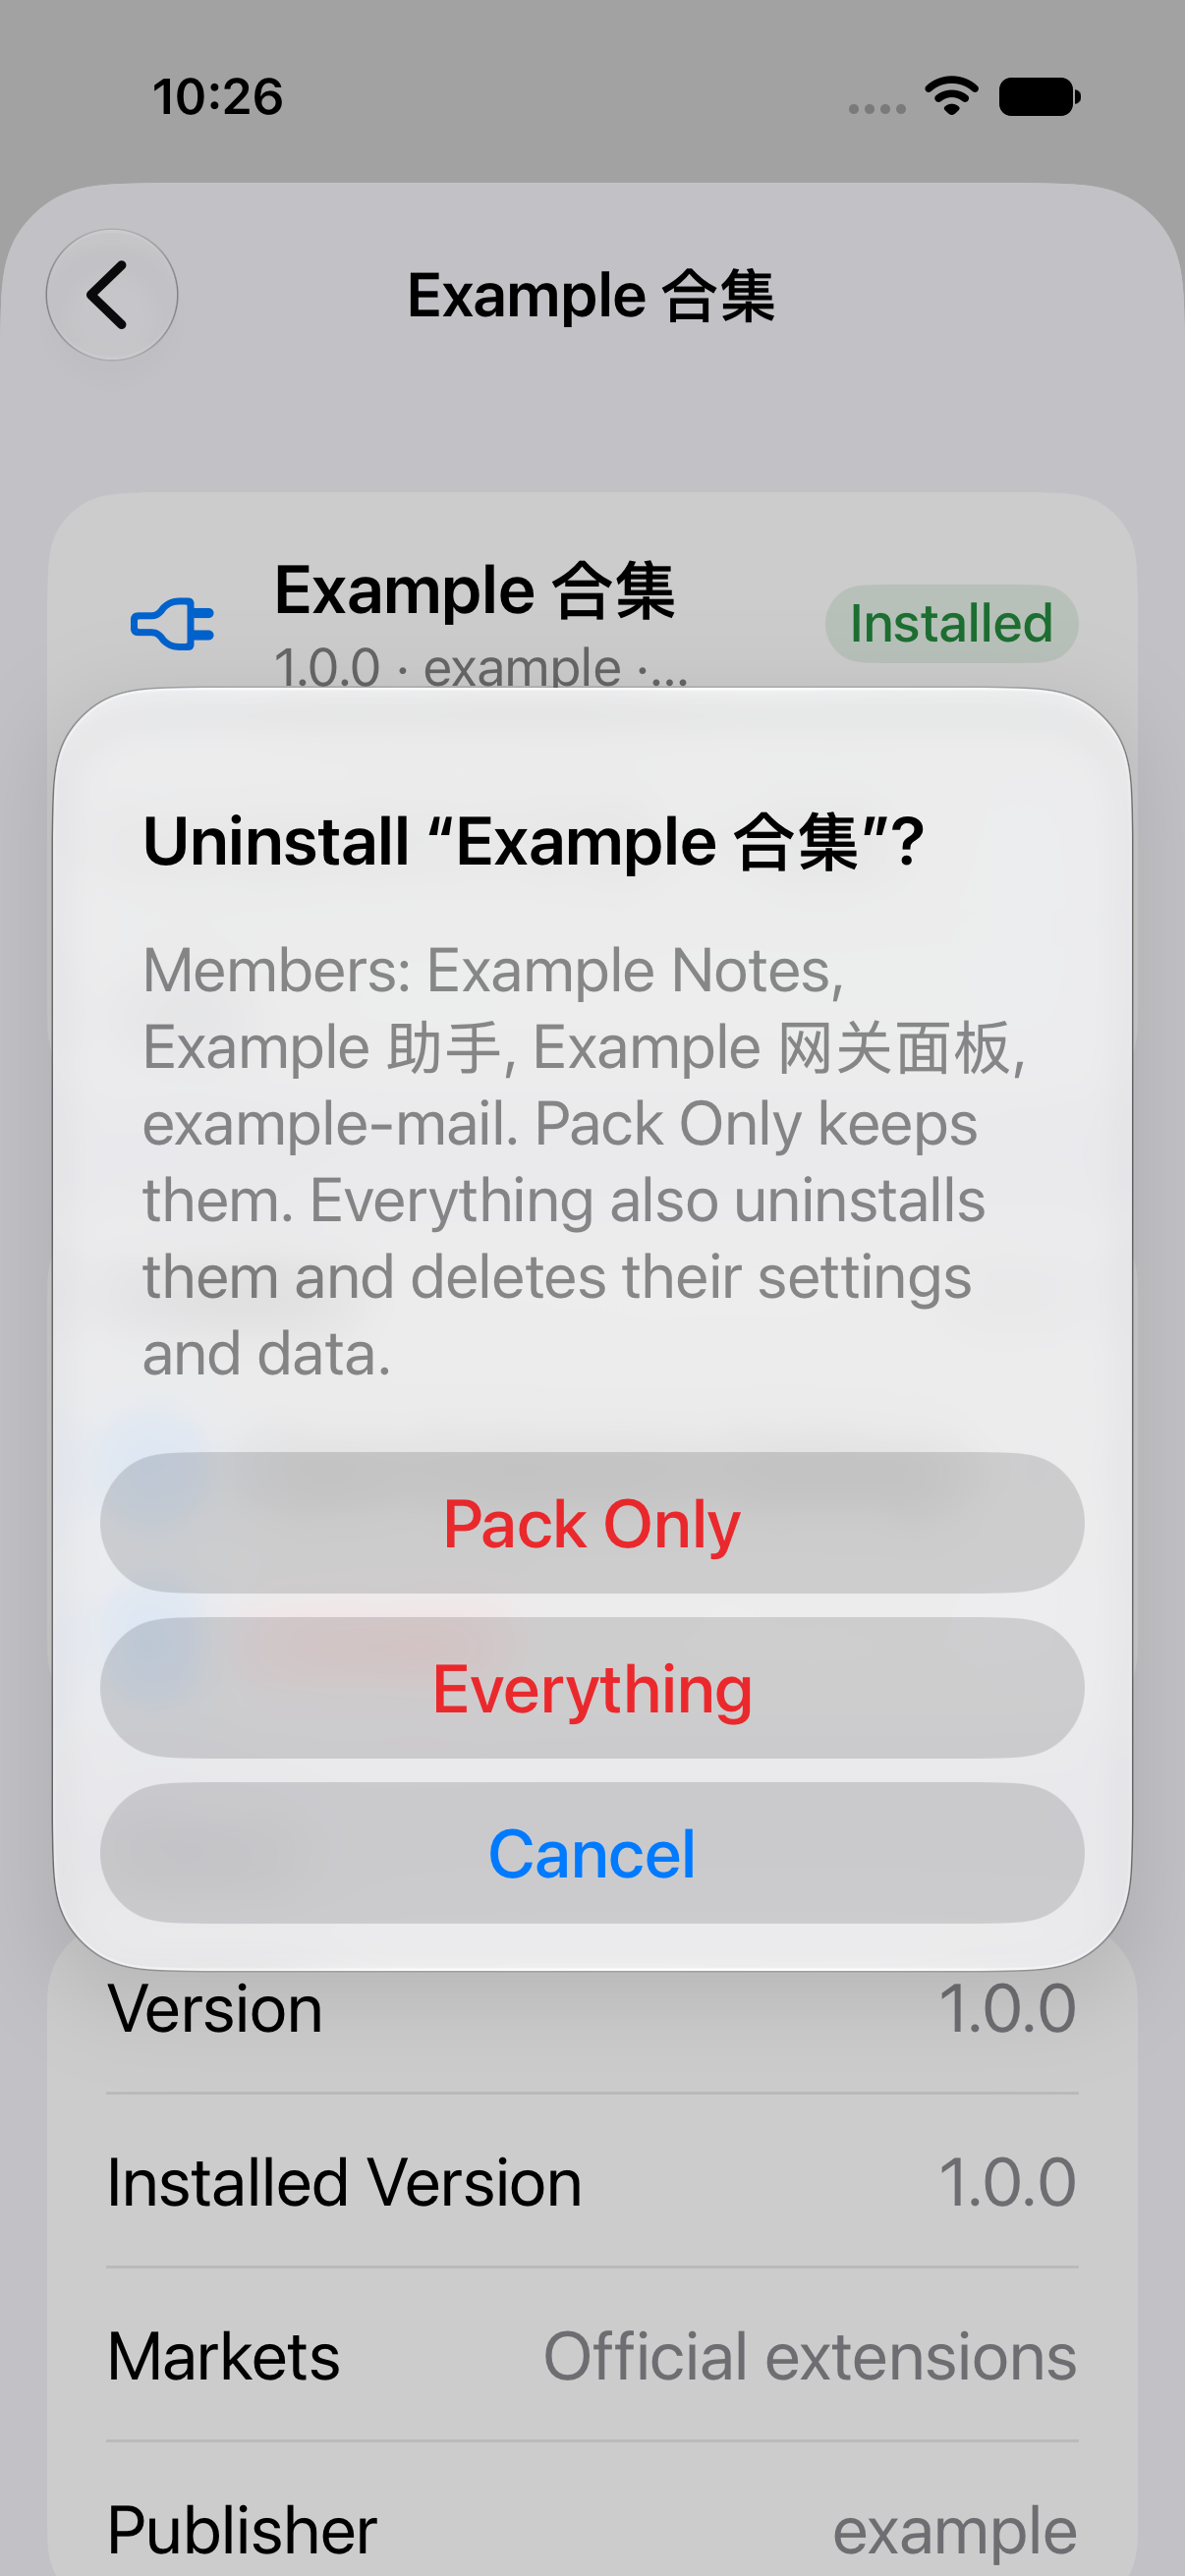 10:26
Example 合集
Example 合集
1.0.0 · example ·...
Installed
Uninstall “Example 合集”?
Members: Example Notes,
Example 助手, Example 网关面板,
example-mail. Pack Only keeps
them. Everything also uninstalls
them and deletes their settings
and data.
Pack Only
Everything
Cancel
Version
1.0.0
Installed Version
1.0.0
Markets
Official extensions
Publisher
example